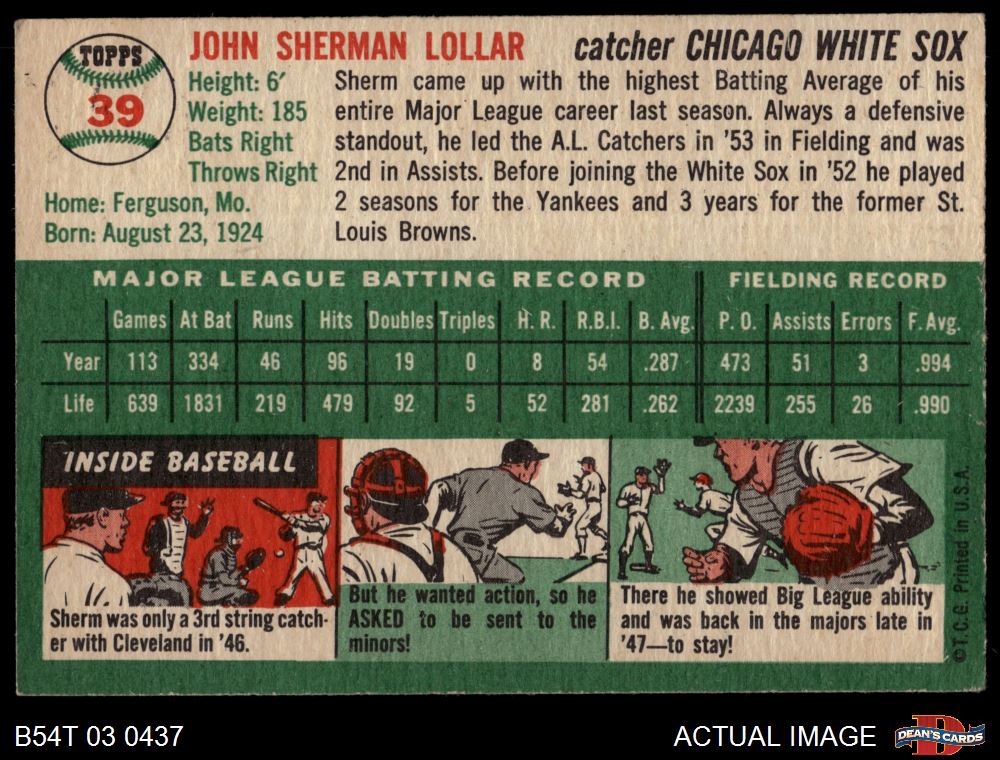 TOPPS
39
JOHN SHERMAN LOLLAR catcher CHICAGO WHITE SOX
Height: 6′
Weight: 185
Bats Right
Throws Right
Home: Ferguson, Mo.
Born: August 23, 1924
Sherm came up with the highest Batting Average of his
entire Major League career last season. Always a defensive
standout, he led the A.L. Catchers in '53 in Fielding and was
2nd in Assists. Before joining the White Sox in '52 he played
2 seasons for the Yankees and 3 years for the former St.
Louis Browns.
MAJOR LEAGUE BATTING RECORD FIELDING RECORD
Games At Bat Runs Hits Doubles Triples H. R. R.B.I. B. Avg. P. O. Assists Errors F. Avg.
Year 113 334 46 96 19 0 8 54 .287 473 51 3 .994
Life 639 1831 219 479 92 5 52 281 .262 2239 255 26 .990
INSIDE BASEBALL
Sherm was only a 3rd string catch-
er with Cleveland in '46.
But he wanted action, so he
ASKED to be sent to the
minors!
There he showed Big League ability
and was back in the majors late in
'47—to stay!
©T.C.G. Printed in U.S.A.
B54T 03 0437 ACTUAL IMAGE
DEAN'S CARDS